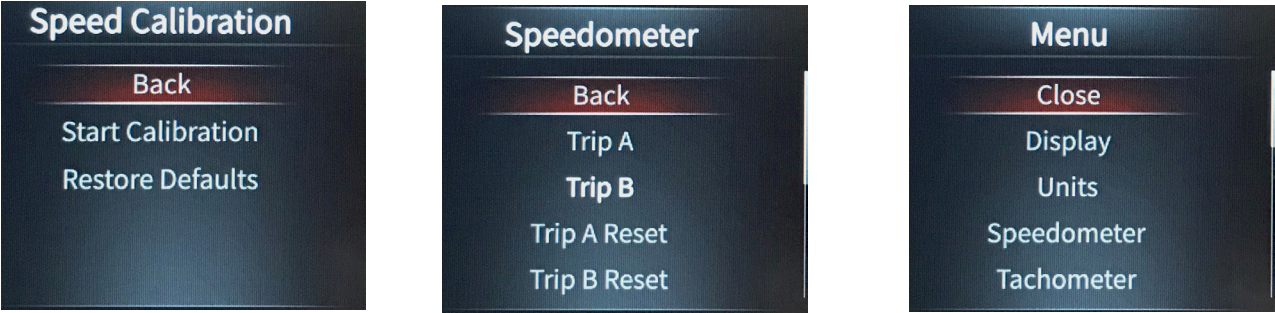 Speed Calibration
Back
Start Calibration
Restore Defaults
Speedometer
Back
Trip A
Trip B
Trip A Reset
Trip B Reset
Menu
Close
Display
Units
Speedometer
Tachometer